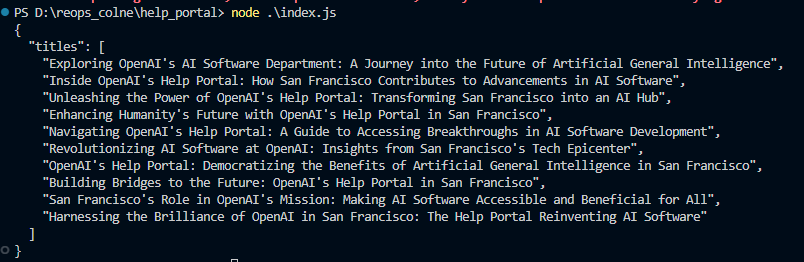 PS D:\reops_colne\help_portal> node .\index.js
{
  "titles": [
    "Exploring OpenAI's AI Software Department: A Journey into the Future of Artificial General Intelligence",
    "Inside OpenAI's Help Portal: How San Francisco Contributes to Advancements in AI Software",
    "Unleashing the Power of OpenAI's Help Portal: Transforming San Francisco into an AI Hub",
    "Enhancing Humanity's Future with OpenAI's Help Portal in San Francisco",
    "Navigating OpenAI's Help Portal: A Guide to Accessing Breakthroughs in AI Software Development",
    "Revolutionizing AI Software at OpenAI: Insights from San Francisco's Tech Epicenter",
    "OpenAI's Help Portal: Democratizing the Benefits of Artificial General Intelligence in San Francisco",
    "Building Bridges to the Future: OpenAI's Help Portal in San Francisco",
    "San Francisco's Role in OpenAI's Mission: Making AI Software Accessible and Beneficial for All",
    "Harnessing the Brilliance of OpenAI in San Francisco: The Help Portal Reinventing AI Software"
  ]
}